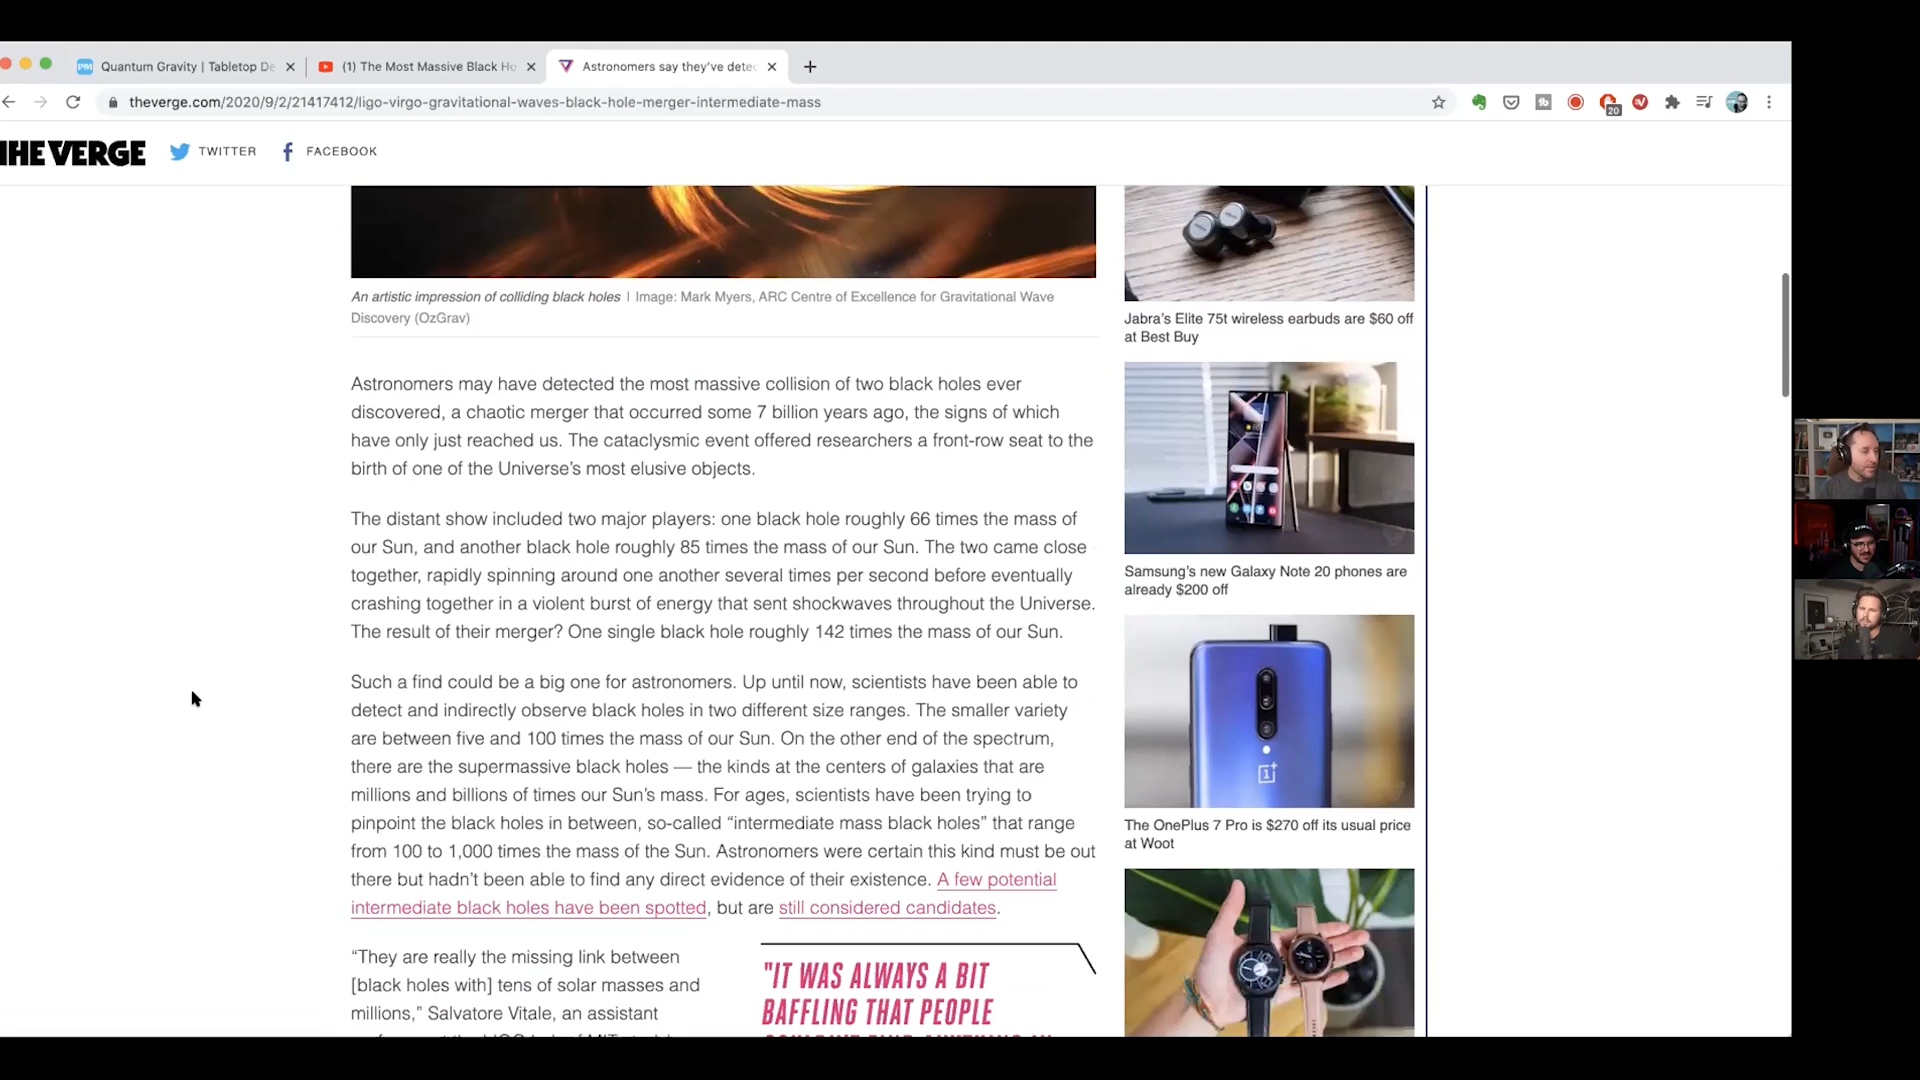 Quantum Gravity | Tabletop De
(1) The Most Massive Black Ho
Astronomers say they've detec
theverge.com/2020/9/2/21417412/ligo-virgo-gravitational-waves-black-hole-merger-intermediate-mass
20
THE VERGE
TWITTER
FACEBOOK
An artistic impression of colliding black holes | Image: Mark Myers, ARC Centre of Excellence for Gravitational Wave
Discovery (OzGrav)
Astronomers may have detected the most massive collision of two black holes ever
discovered, a chaotic merger that occurred some 7 billion years ago, the signs of which
have only just reached us. The cataclysmic event offered researchers a front-row seat to the
birth of one of the Universe's most elusive objects.
The distant show included two major players: one black hole roughly 66 times the mass of
our Sun, and another black hole roughly 85 times the mass of our Sun. The two came close
together, rapidly spinning around one another several times per second before eventually
crashing together in a violent burst of energy that sent shockwaves throughout the Universe.
The result of their merger? One single black hole roughly 142 times the mass of our Sun.
Such a find could be a big one for astronomers. Up until now, scientists have been able to
detect and indirectly observe black holes in two different size ranges. The smaller variety
are between five and 100 times the mass of our Sun. On the other end of the spectrum,
there are the supermassive black holes — the kinds at the centers of galaxies that are
millions and billions of times our Sun's mass. For ages, scientists have been trying to
pinpoint the black holes in between, so-called “intermediate mass black holes” that range
from 100 to 1,000 times the mass of the Sun. Astronomers were certain this kind must be out
there but hadn't been able to find any direct evidence of their existence. A few potential
intermediate black holes have been spotted, but are still considered candidates.
“They are really the missing link between
[black holes with] tens of solar masses and
millions,” Salvatore Vitale, an assistant
"IT WAS ALWAYS A BIT
BAFFLING THAT PEOPLE
Jabra's Elite 75t wireless earbuds are $60 off
at Best Buy
Samsung's new Galaxy Note 20 phones are
already $200 off
The OnePlus 7 Pro is $270 off its usual price
at Woot